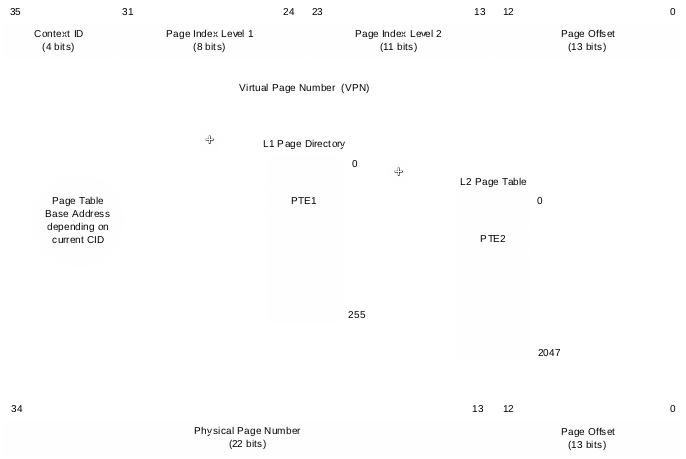 35 31 24 23 13 12 0
Context ID Page Index Level 1 Page Index Level 2 Page Offset
(4 bits) (8 bits) (11 bits) (13 bits)
Virtual Page Number (VPN)
L1 Page Directory
0
L2 Page Table
Page Table PTE1 0
Base Address
depending on
current CID
PTE2
255
2047
34 13 12 0
Physical Page Number Page Offset
(22 bits) (13 bits)